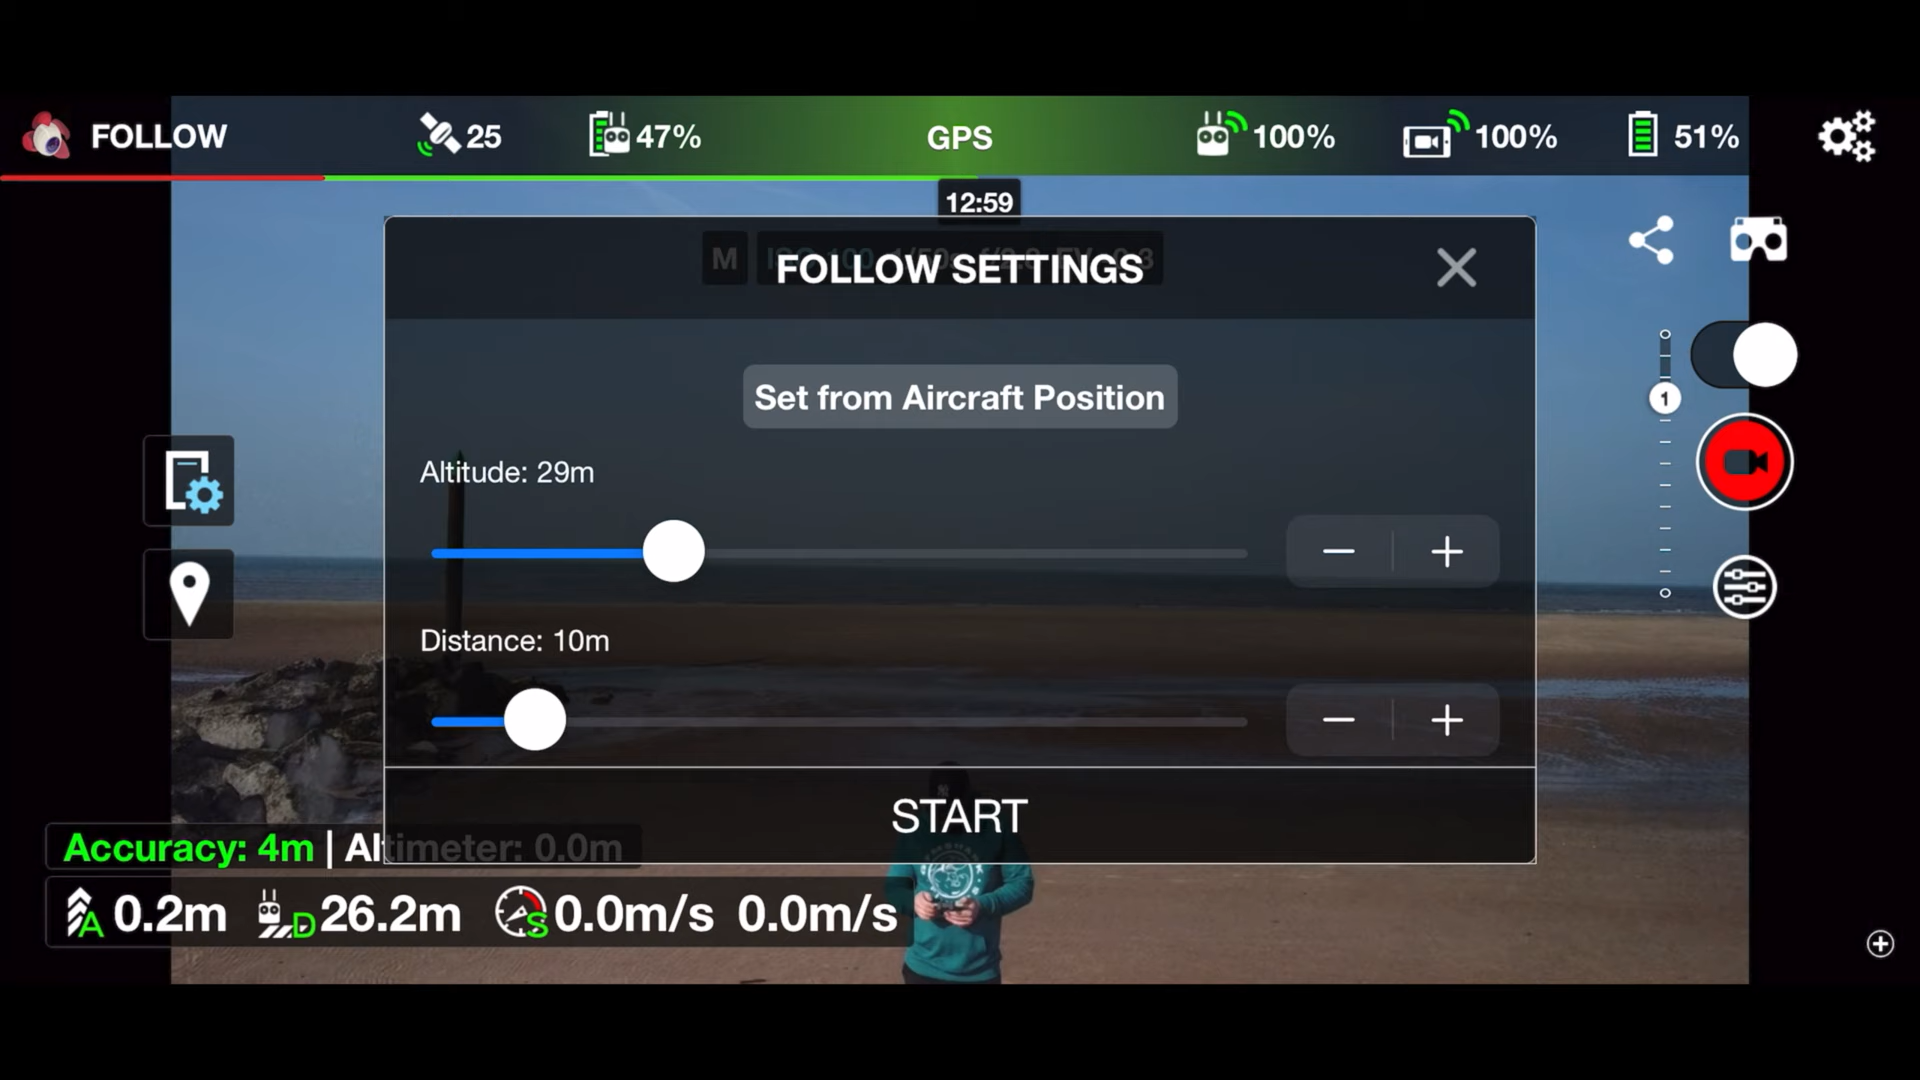 FOLLOW
25
47%
GPS
100%
100%
51%
12:59
M
FOLLOW SETTINGS
Set from Aircraft Position
1
Altitude: 29m
Distance: 10m
START
Accuracy: 4m | Altimeter: 0.0m
A 0.2m D 26.2m S 0.0m/s 0.0m/s